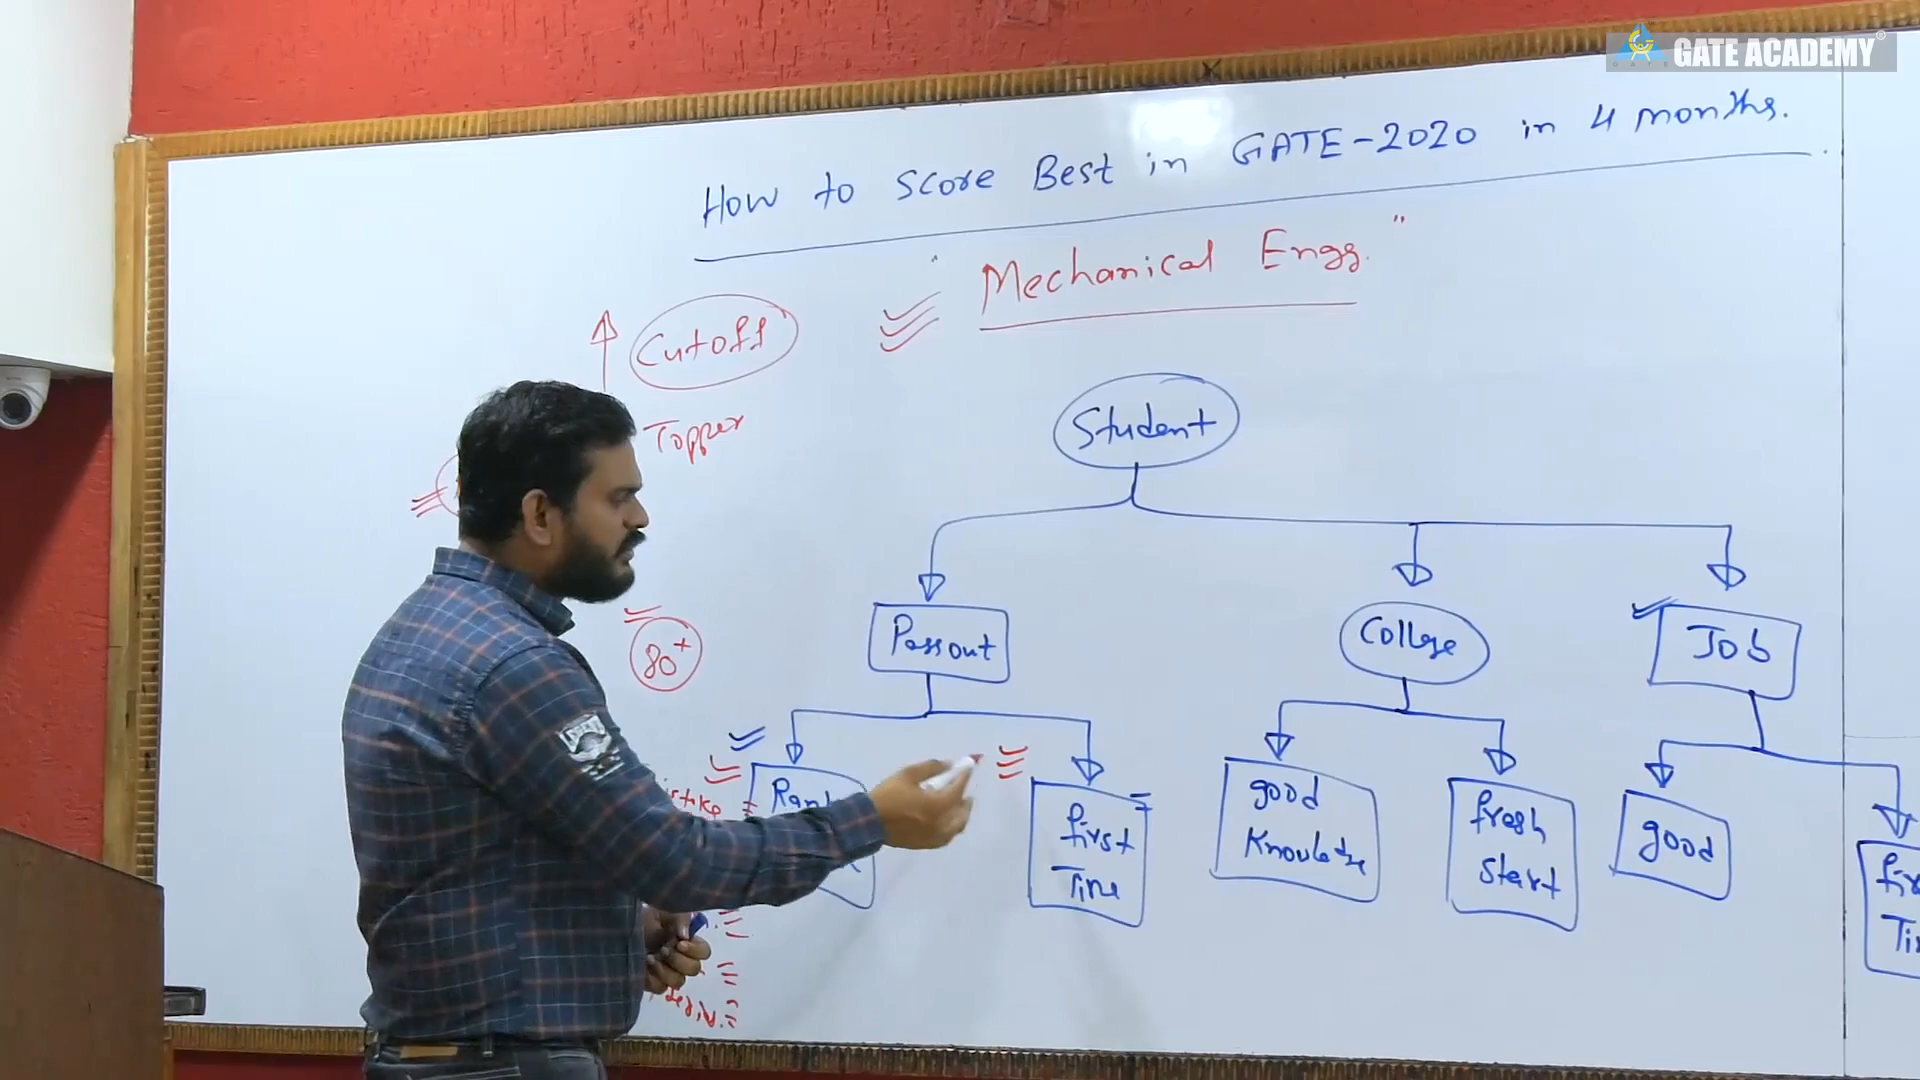 GATE ACADEMY®
How to score Best in GATE-2020 in 4 months.
" Mechanical Engg. "
Cutoff
Topper
Student
80+
Passout
College
Job
good
Knowledge
fresh
start
good
first
Time